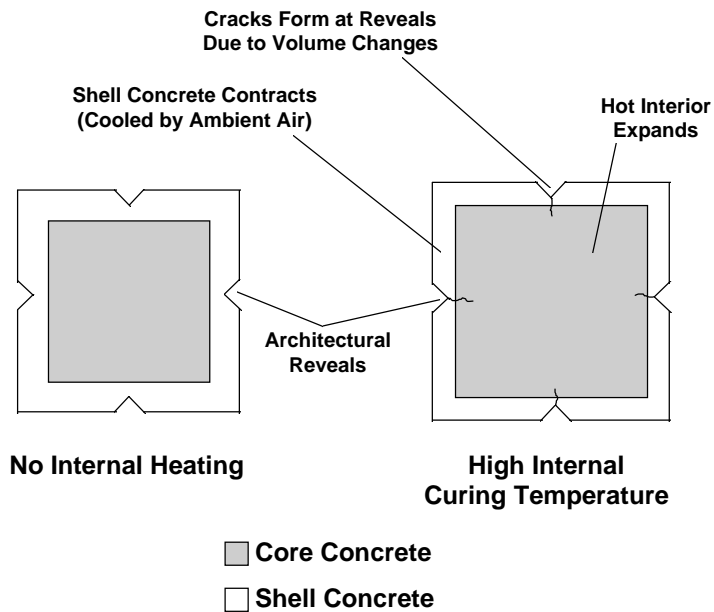 Cracks Form at Reveals
Due to Volume Changes
Shell Concrete Contracts
(Cooled by Ambient Air)
Hot Interior
Expands
Architectural
Reveals
No Internal Heating
High Internal
Curing Temperature
Core Concrete
Shell Concrete